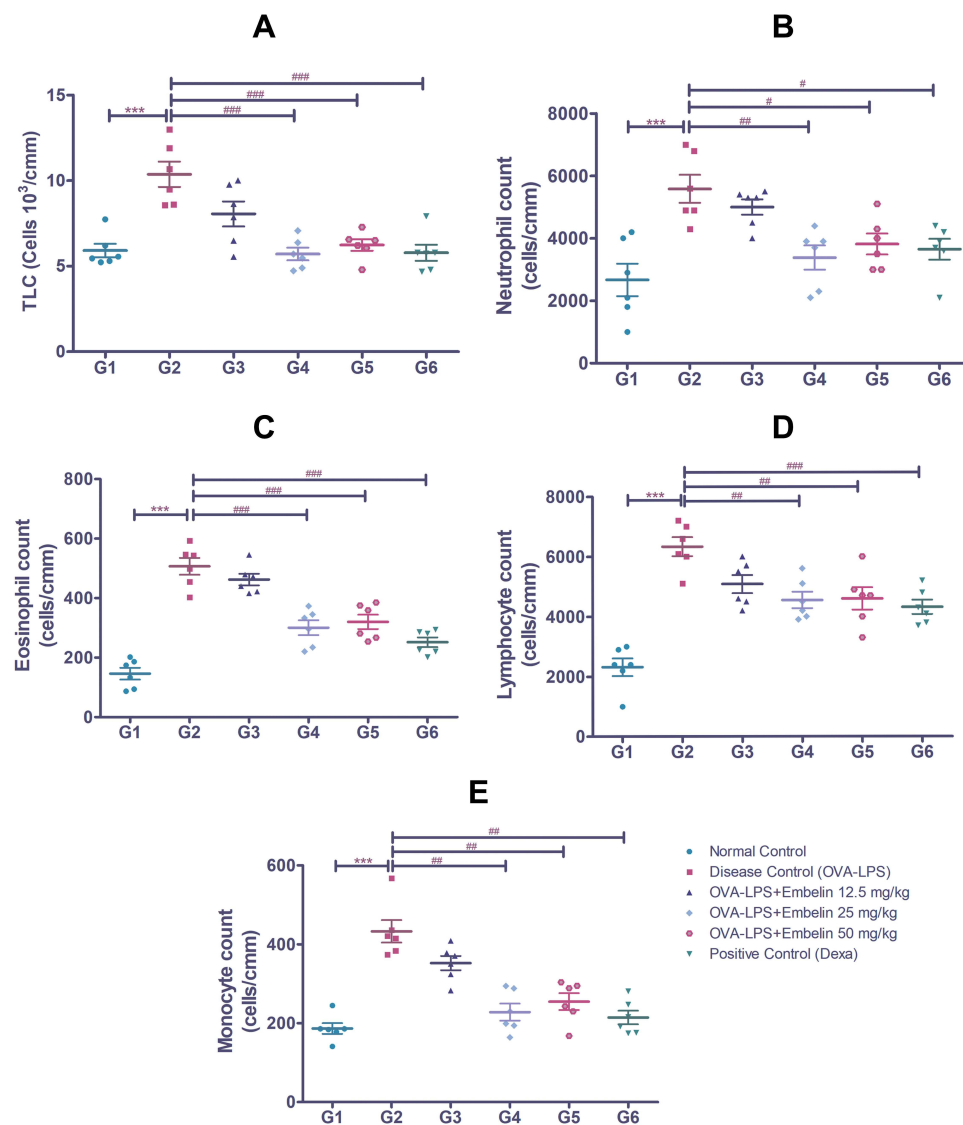 A
TLC (Cells 10³/cmm)
15
10
5
0
***
###
###
###
G1 G2 G3 G4 G5 G6
B
Neutrophil count
(cells/cmm)
8000
6000
4000
2000
0
***
##
#
#
G1 G2 G3 G4 G5 G6
C
Eosinophil count
(cells/cmm)
800
600
400
200
0
***
###
###
###
G1 G2 G3 G4 G5 G6
D
Lymphocyte count
(cells/cmm)
8000
6000
4000
2000
0
***
##
##
###
G1 G2 G3 G4 G5 G6
E
Monocyte count
(cells/cmm)
600
400
200
0
***
##
##
##
G1 G2 G3 G4 G5 G6
Normal Control
Disease Control (OVA-LPS)
OVA-LPS+Embelin 12.5 mg/kg
OVA-LPS+Embelin 25 mg/kg
OVA-LPS+Embelin 50 mg/kg
Positive Control (Dexa)